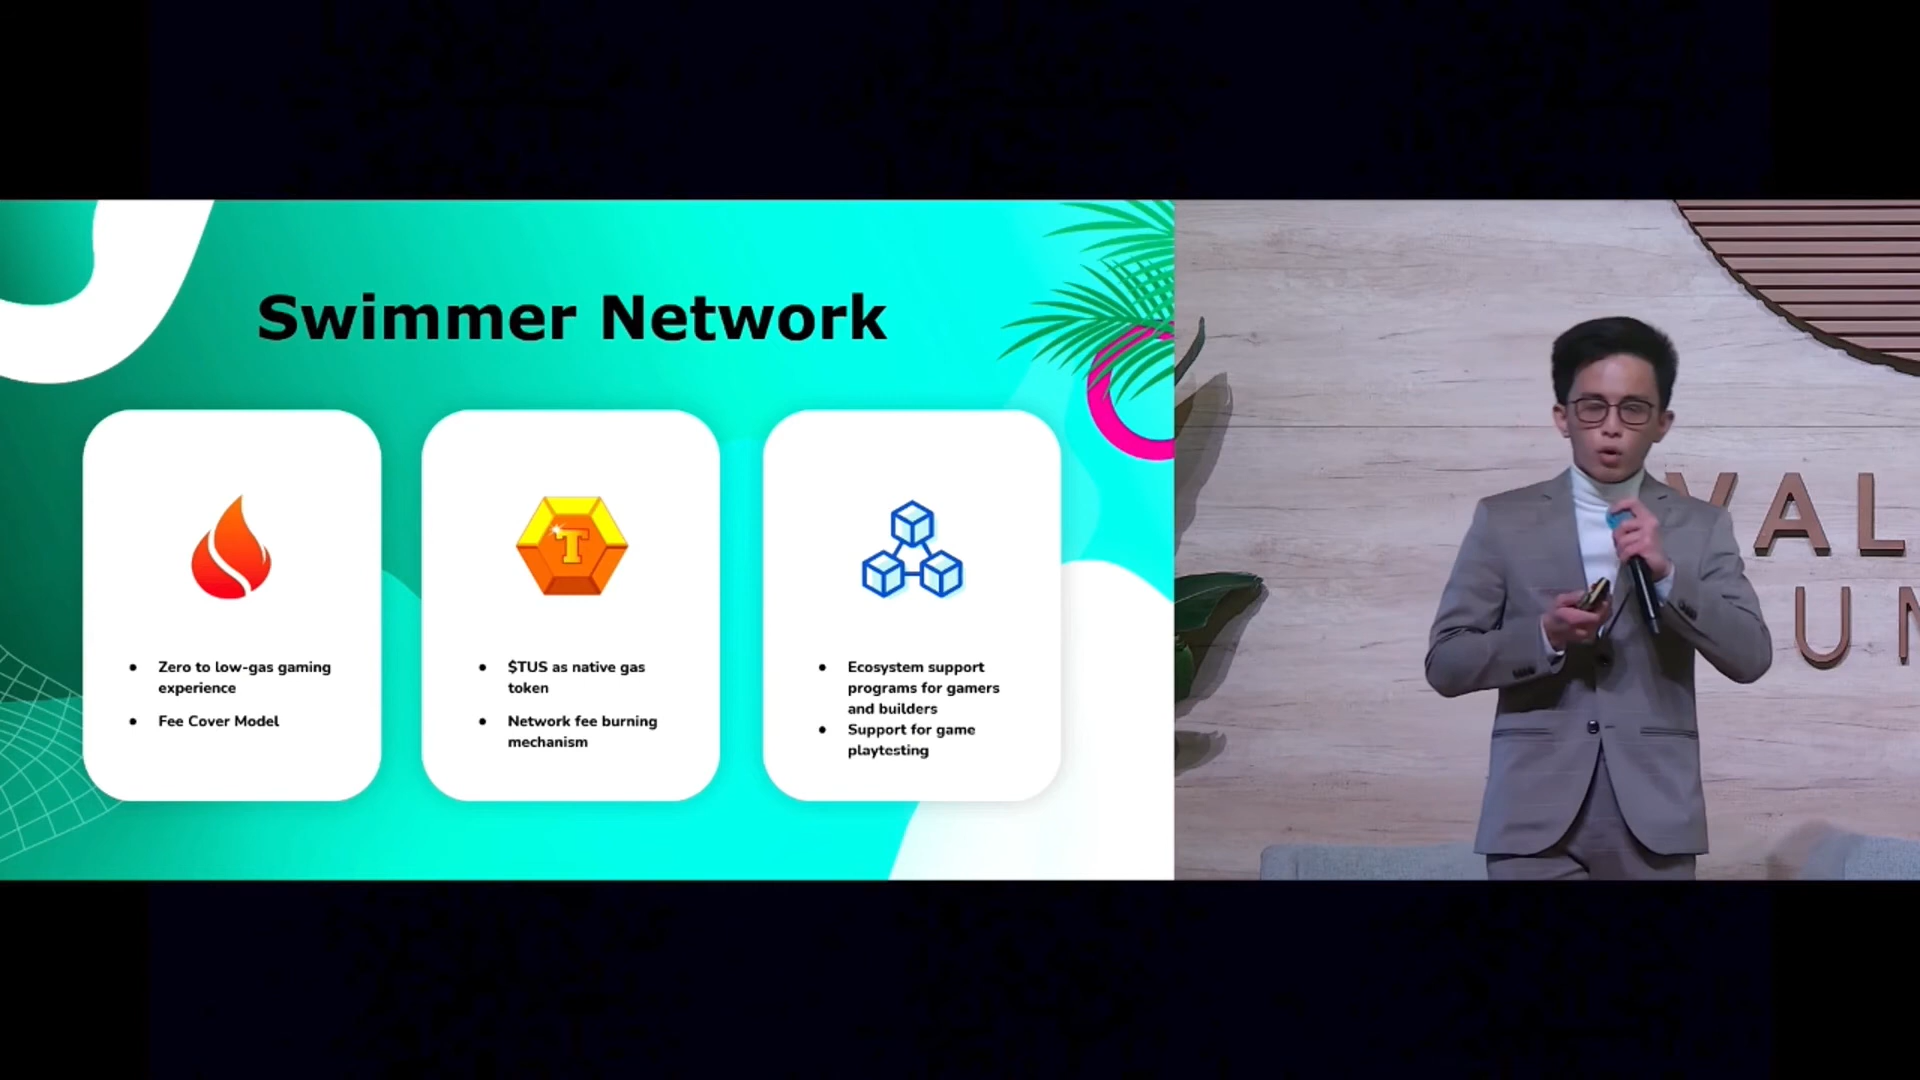 Swimmer Network
T
Zero to low-gas gaming
experience
Fee Cover Model
$TUS as native gas
token
Network fee burning
mechanism
Ecosystem support
programs for gamers
and builders
Support for game
playtesting
VAL
U